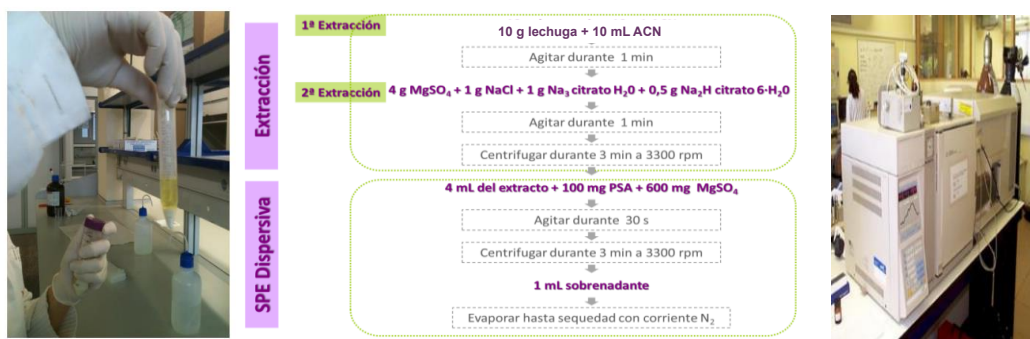 1ª Extracción
10 g lechuga + 10 mL ACN
Agitar durante 1 min
Extracción
2ª Extracción
4 g MgSO₄ + 1 g NaCl + 1 g Na₃ citrato H₂0 + 0,5 g Na₂H citrato 6·H₂0
Agitar durante 1 min
Centrifugar durante 3 min a 3300 rpm
SPE Dispersiva
4 mL del extracto + 100 mg PSA + 600 mg MgSO₄
Agitar durante 30 s
Centrifugar durante 3 min a 3300 rpm
1 mL sobrenadante
Evaporar hasta sequedad con corriente N₂